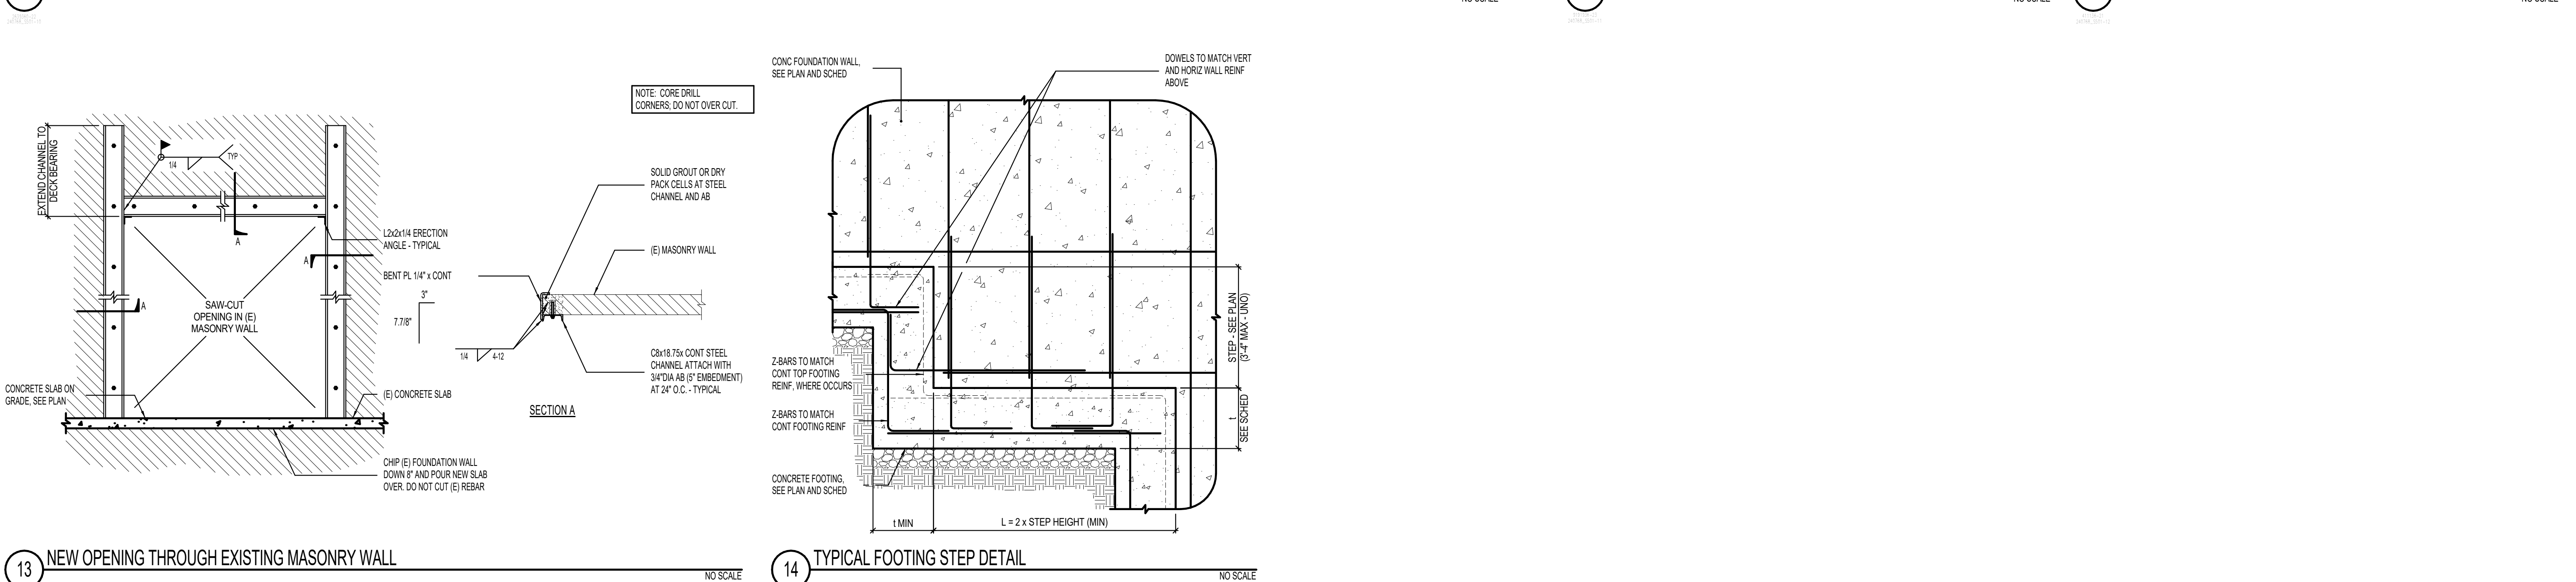 NO SCALE
NO SCALE
NO SCALE
NOTE: CORE DRILL
CORNERS; DO NOT OVER CUT.
EXTEND CHANNEL TO
DECK BEARING
1/4
TYP
A
SOLID GROUT OR DRY
PACK CELLS AT STEEL
CHANNEL AND AB
L2x2x1/4 ERECTION
ANGLE - TYPICAL
A
(E) MASONRY WALL
BENT PL 1/4" x CONT
3"
7.7/8"
A
SAW-CUT
OPENING IN (E)
MASONRY WALL
1/4
4-12
C8x18.75x CONT STEEL
CHANNEL ATTACH WITH
3/4"DIA AB (5" EMBEDMENT)
AT 24" O.C. - TYPICAL
CONCRETE SLAB ON
GRADE, SEE PLAN
(E) CONCRETE SLAB
SECTION A
CHIP (E) FOUNDATION WALL
DOWN 8" AND POUR NEW SLAB
OVER. DO NOT CUT (E) REBAR
13
NEW OPENING THROUGH EXISTING MASONRY WALL
NO SCALE
CONC FOUNDATION WALL,
SEE PLAN AND SCHED
DOWELS TO MATCH VERT
AND HORIZ WALL REINF
ABOVE
STEP - SEE PLAN
(3'-4" MAX - UNO)
Z-BARS TO MATCH
CONT TOP FOOTING
REINF, WHERE OCCURS
Z-BARS TO MATCH
CONT FOOTING REINF
t
SEE SCHED
CONCRETE FOOTING,
SEE PLAN AND SCHED
t MIN
L = 2 x STEP HEIGHT (MIN)
14
TYPICAL FOOTING STEP DETAIL
NO SCALE